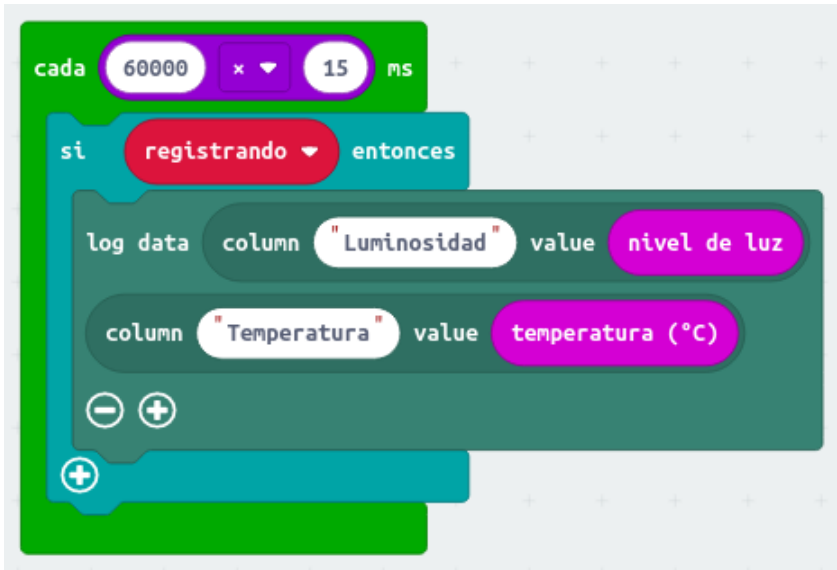 cada 60000 × 15 ms
si registrando entonces
log data column "Luminosidad" value nivel de luz
column "Temperatura" value temperatura (°C)